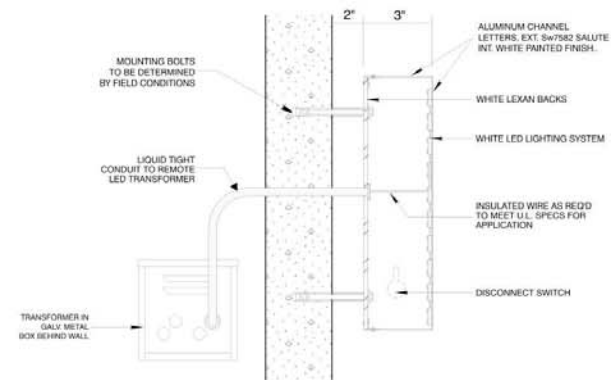 2"
3"
ALUMINUM CHANNEL
LETTERS. EXT. Sw7582 SALUTE
INT. WHITE PAINTED FINISH..
MOUNTING BOLTS
TO BE DETERMINED
BY FIELD CONDITIONS
WHITE LEXAN BACKS
WHITE LED LIGHTING SYSTEM
LIQUID TIGHT
CONDUIT TO REMOTE
LED TRANSFORMER
INSULATED WIRE AS REQ'D
TO MEET U.L. SPECS FOR
APPLICATION
DISCONNECT SWITCH
TRANSFORMER IN
GALV. METAL
BOX BEHIND WALL